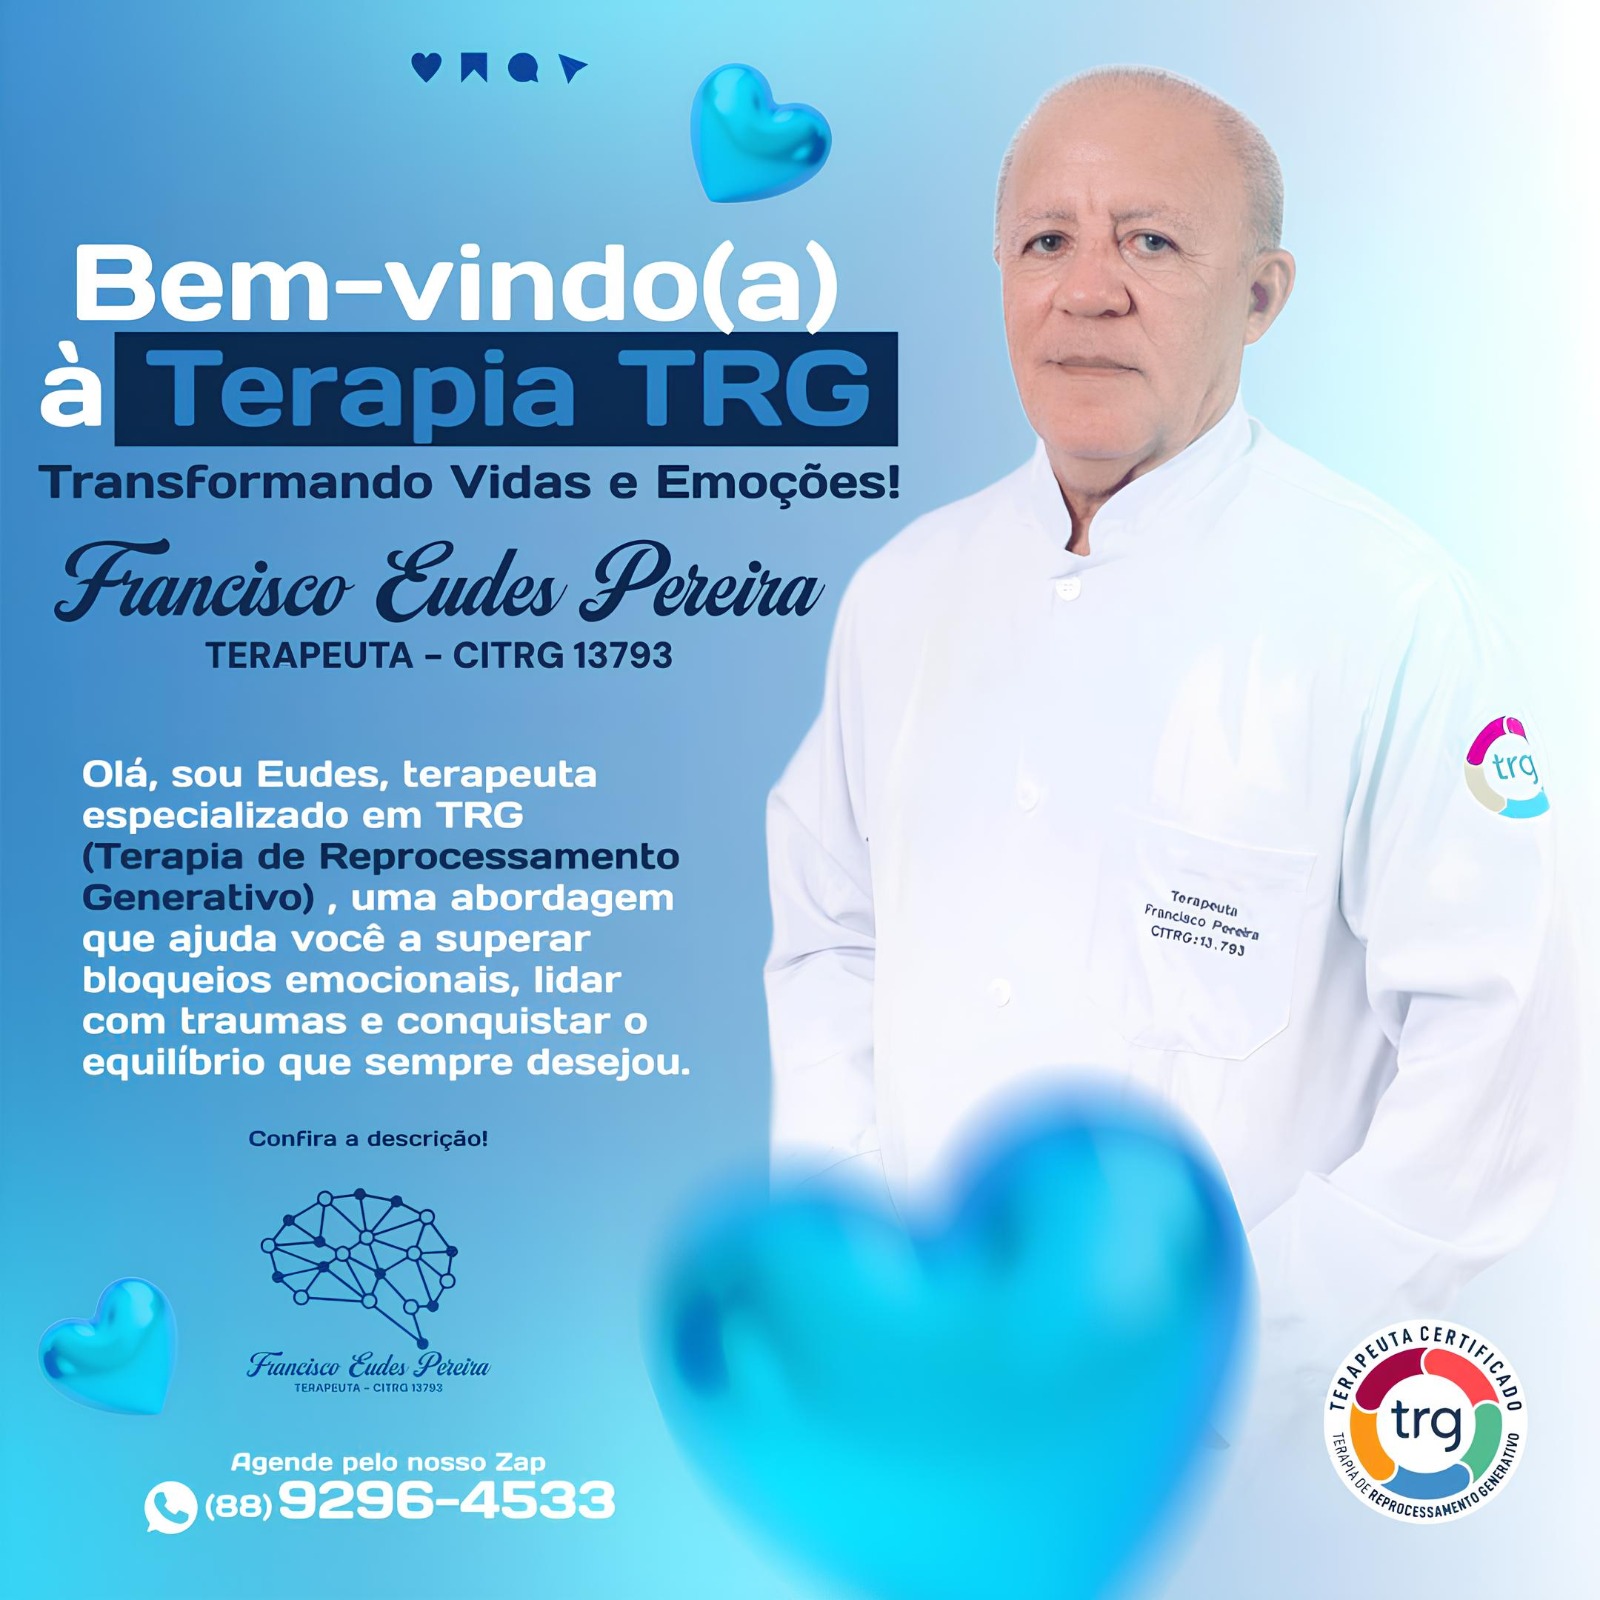 Bem-vindo(a)
à Terapia TRG
Transformando Vidas e Emoções!
Francisco Eudes Pereira
TERAPEUTA - CITRG 13793
Olá, sou Eudes, terapeuta
especializado em TRG
(Terapia de Reprocessamento
Generativo) , uma abordagem
que ajuda você a superar
bloqueios emocionais, lidar
com traumas e conquistar o
equilíbrio que sempre desejou.
Confira a descrição!
Francisco Eudes Pereira
TERAPEUTA - CITRG 13793
Agende pelo nosso Zap
(88) 9296-4533
trg
Terapeuta
Francisco Pereira
CITRG:13.793
TERAPEUTA CERTIFICADO
trg
TERAPIA DE REPROCESSAMENTO GENERATIVO